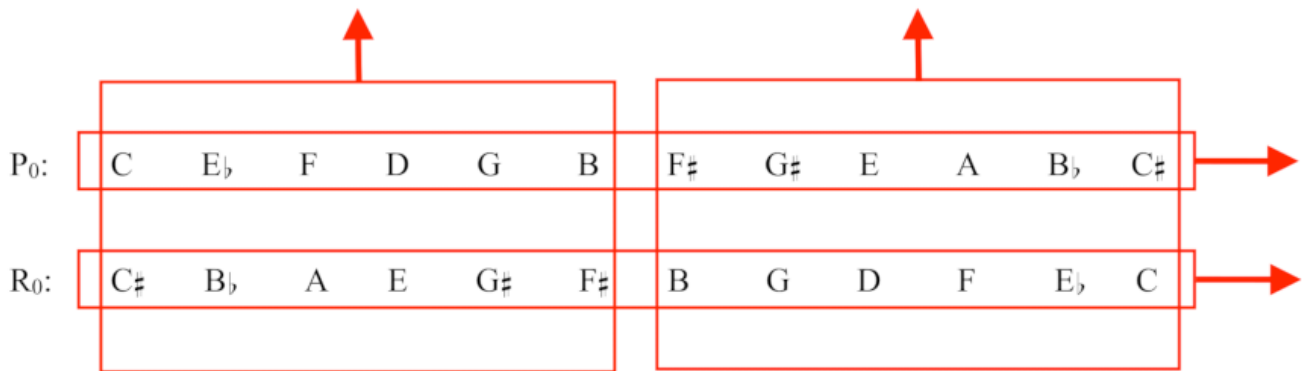 P₀: C E♭ F D G B F♯ G♯ E A B♭ C♯
R₀: C♯ B♭ A E G♯ F♯ B G D F E♭ C